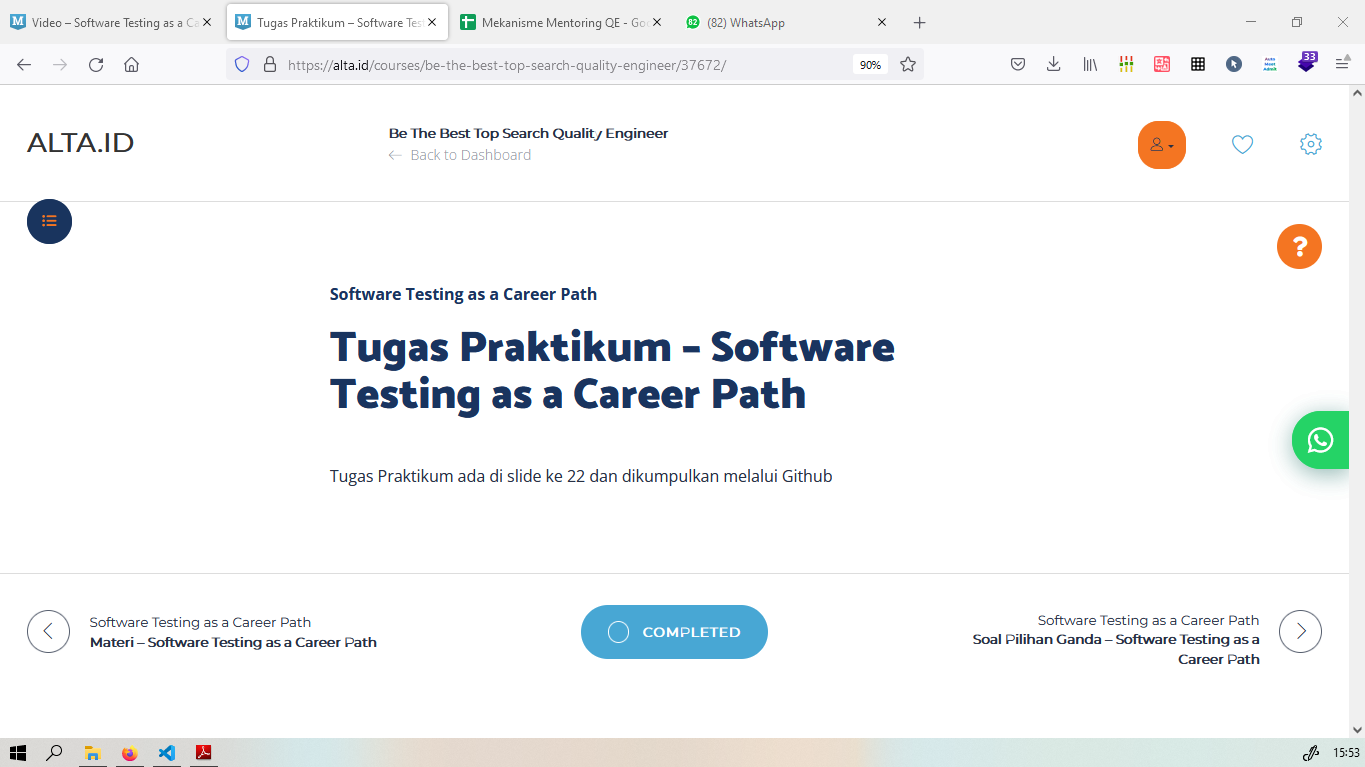 Video – Software Testing as a Ca
Tugas Praktikum – Software Test
Mekanisme Mentoring QE - Goo
82 (82) WhatsApp
https://alta.id/courses/be-the-best-top-search-quality-engineer/37672/
90%
33
ALTA.ID
Be The Best Top Search Quality Engineer
Back to Dashboard
?
Software Testing as a Career Path
Tugas Praktikum – Software
Testing as a Career Path
Tugas Praktikum ada di slide ke 22 dan dikumpulkan melalui Github
Software Testing as a Career Path
Materi – Software Testing as a Career Path
COMPLETED
Software Testing as a Career Path
Soal Pilihan Ganda – Software Testing as a
Career Path
15:53